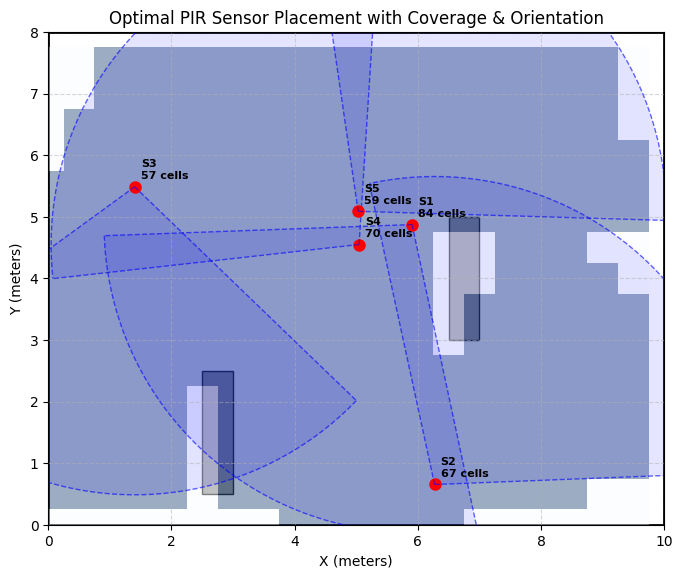 Optimal PIR Sensor Placement with Coverage & Orientation
8
7
6
5
4
3
2
1
0
Y (meters)
S3
57 cells
S5
59 cells
S1
84 cells
S4
70 cells
S2
67 cells
0
2
4
6
8
10
X (meters)